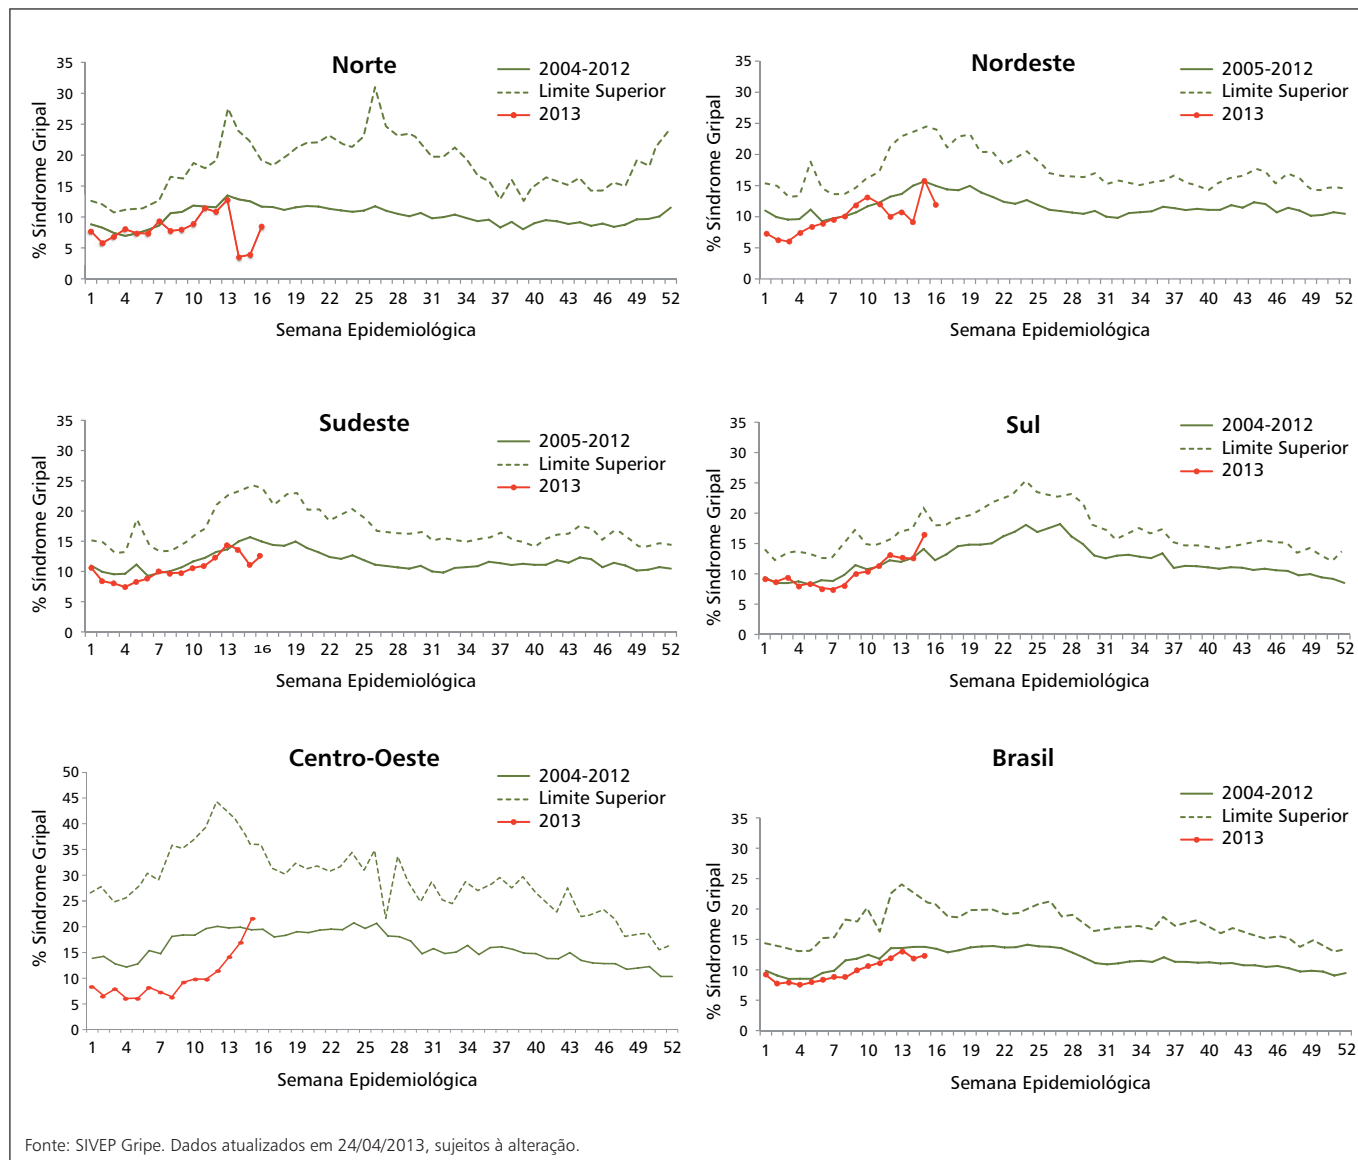 Norte
2004-2012
Limite Superior
2013
% Síndrome Gripal
35
30
25
20
15
10
5
0
1 4 7 10 13 16 19 22 25 28 31 34 37 40 43 46 49 52
Semana Epidemiológica
Nordeste
2005-2012
Limite Superior
2013
% Síndrome Gripal
35
30
25
20
15
10
5
0
1 4 7 10 13 16 19 22 25 28 31 34 37 40 43 46 49 52
Semana Epidemiológica
Sudeste
2005-2012
Limite Superior
2013
% Síndrome Gripal
35
30
25
20
15
10
5
0
1 4 7 10 13 16 19 22 25 28 31 34 37 40 43 46 49 52
Semana Epidemiológica
Sul
2004-2012
Limite Superior
2013
% Síndrome Gripal
35
30
25
20
15
10
5
0
1 4 7 10 13 16 19 22 25 28 31 34 37 40 43 46 49 52
Semana Epidemiológica
Centro-Oeste
2004-2012
Limite Superior
2013
% Síndrome Gripal
50
45
40
35
30
25
20
15
10
5
0
1 4 7 10 13 16 19 22 25 28 31 34 37 40 43 46 49 52
Semana Epidemiológica
Brasil
2004-2012
Limite Superior
2013
% Síndrome Gripal
35
30
25
20
15
10
5
0
1 4 7 10 13 16 19 22 25 28 31 34 37 40 43 46 49 52
Semana Epidemiológica
Fonte: SIVEP Gripe. Dados atualizados em 24/04/2013, sujeitos à alteração.